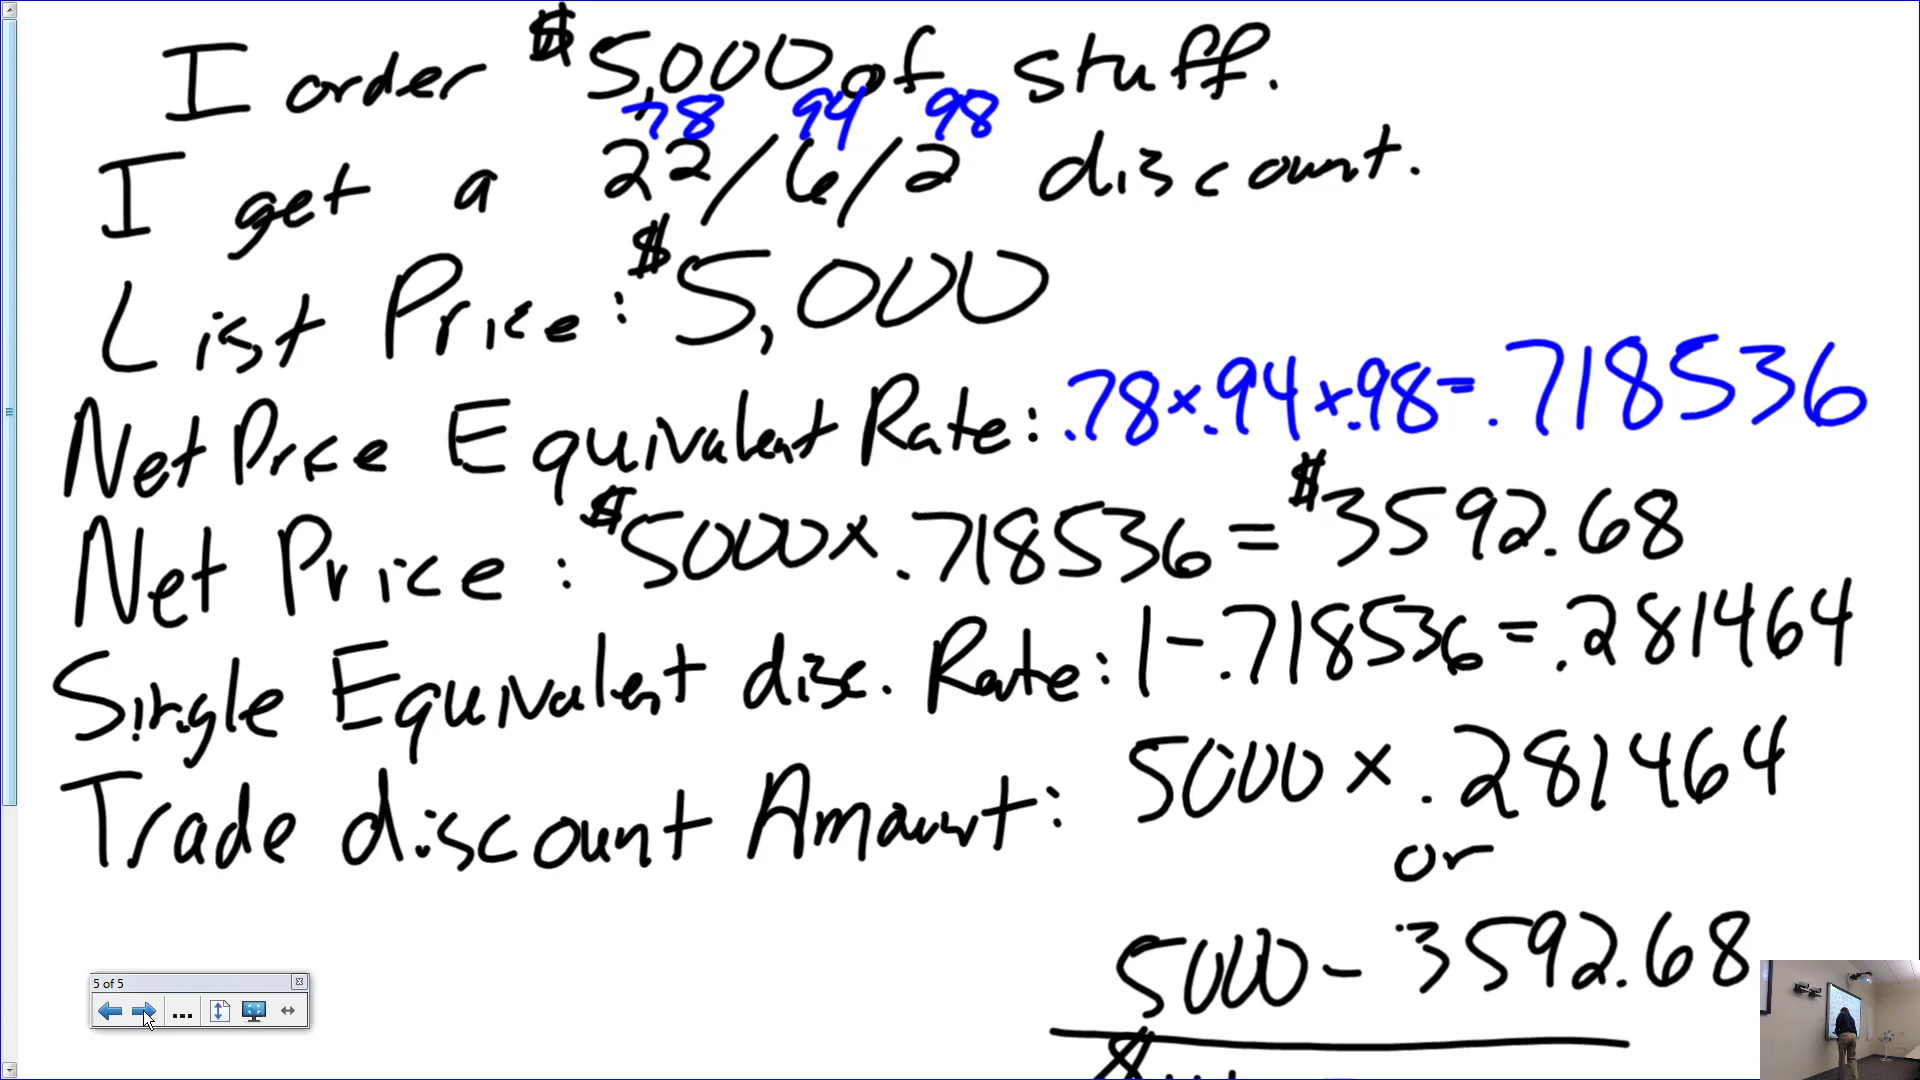 I order $5,000 of stuff.
78 94 98
I get a 22/6/2 discount.
List Price: $5,000
Net Price Equivalent Rate: .78×.94×.98=.718536
Net Price: $5000×.718536=$3592.68
Single Equivalent disc. Rate: 1-.718536=.281464
Trade discount Amount: 5000×.281464
or
5000-3592.68
$
5 of 5